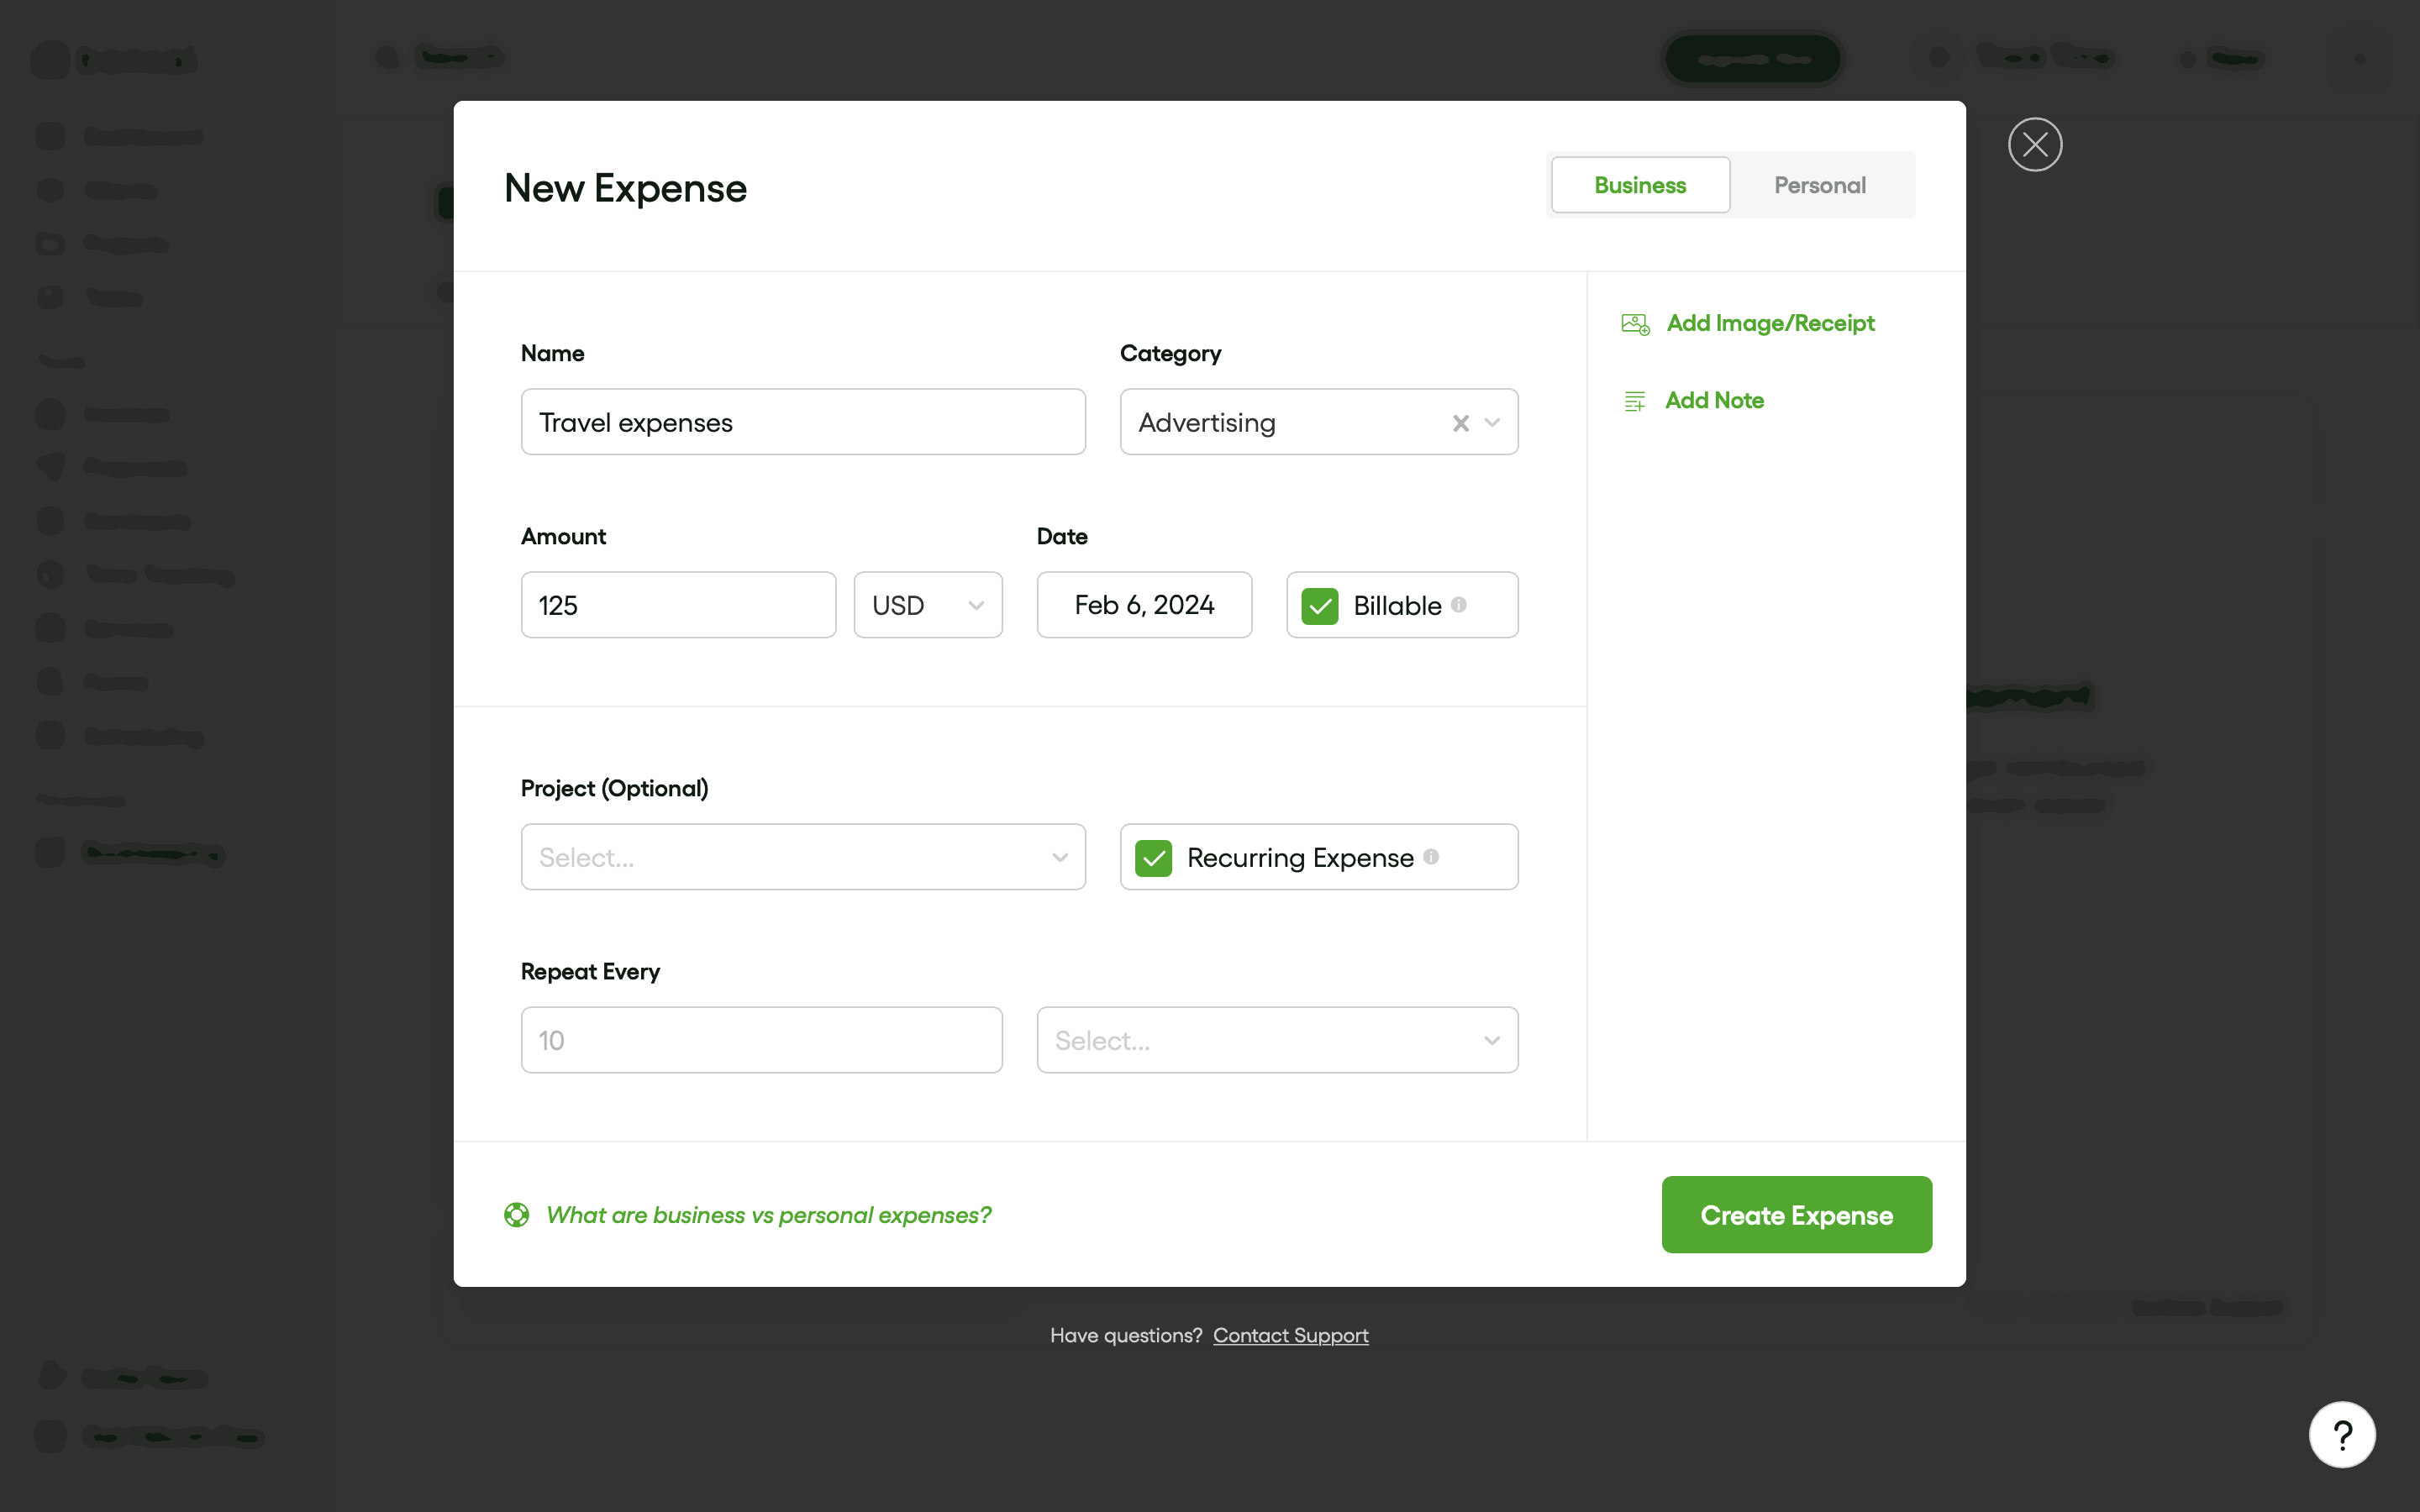 New Expense
Business
Personal
Name
Category
Travel expenses
Advertising
Amount
Date
125
USD
Feb 6, 2024
Billable
Add Image/Receipt
Add Note
Project (Optional)
Select...
Recurring Expense
Repeat Every
10
Select...
What are business vs personal expenses?
Create Expense
Have questions? Contact Support
?